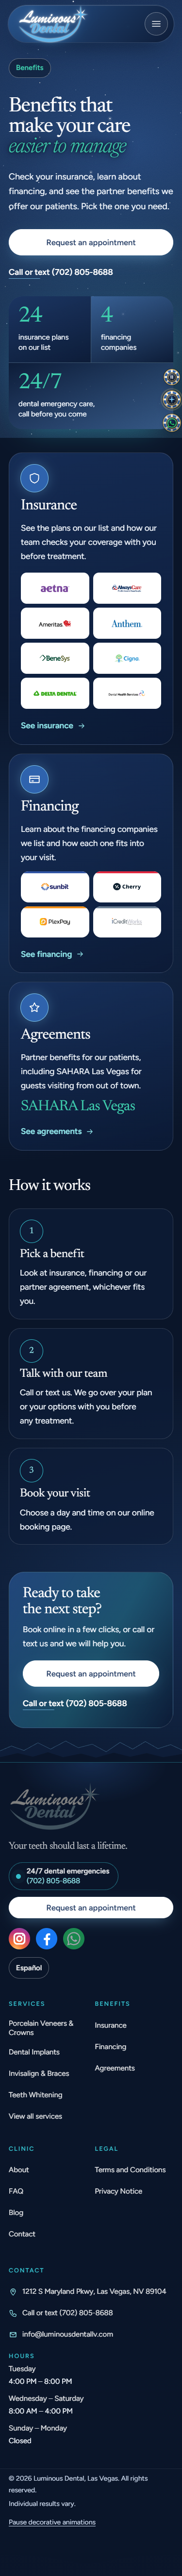 Luminous
Dental
Benefits
Benefits that
make your care
easier to manage
Check your insurance, learn about
financing, and see the partner benefits we
offer our patients. Pick the one you need.
Request an appointment
Call or text (702) 805-8688
24
insurance plans
on our list
4
financing
companies
24/7
dental emergency care,
call before you come
Insurance
See the plans on our list and how our
team checks your coverage with you
before treatment.
aetna
AlwaysCare
Ameritas
Anthem
BeneSys
Cigna
DELTA DENTAL
Dental Health Services
See insurance →
Financing
Learn about the financing companies
we list and how each one fits into
your visit.
sunbit
Cherry
PlexPay
iCreditWorks
See financing →
Agreements
Partner benefits for our patients,
including SAHARA Las Vegas for
guests visiting from out of town.
SAHARA Las Vegas
See agreements →
How it works
1
Pick a benefit
Look at insurance, financing or our
partner agreement, whichever fits
you.
2
Talk with our team
Call or text us. We go over your plan
or your options with you before
any treatment.
3
Book your visit
Choose a day and time on our online
booking page.
Ready to take
the next step?
Book online in a few clicks, or call or
text us and we will help you.
Request an appointment
Call or text (702) 805-8688
Luminous
Dental
Your teeth should last a lifetime.
24/7 dental emergencies
(702) 805-8688
Request an appointment
Español
SERVICES
Porcelain Veneers &
Crowns
Dental Implants
Invisalign & Braces
Teeth Whitening
View all services
BENEFITS
Insurance
Financing
Agreements
CLINIC
About
FAQ
Blog
Contact
LEGAL
Terms and Conditions
Privacy Notice
CONTACT
1212 S Maryland Pkwy, Las Vegas, NV 89104
Call or text (702) 805-8688
info@luminousdentallv.com
HOURS
Tuesday
4:00 PM – 8:00 PM
Wednesday – Saturday
8:00 AM – 4:00 PM
Sunday – Monday
Closed
© 2026 Luminous Dental, Las Vegas. All rights
reserved.
Individual results vary.
Pause decorative animations